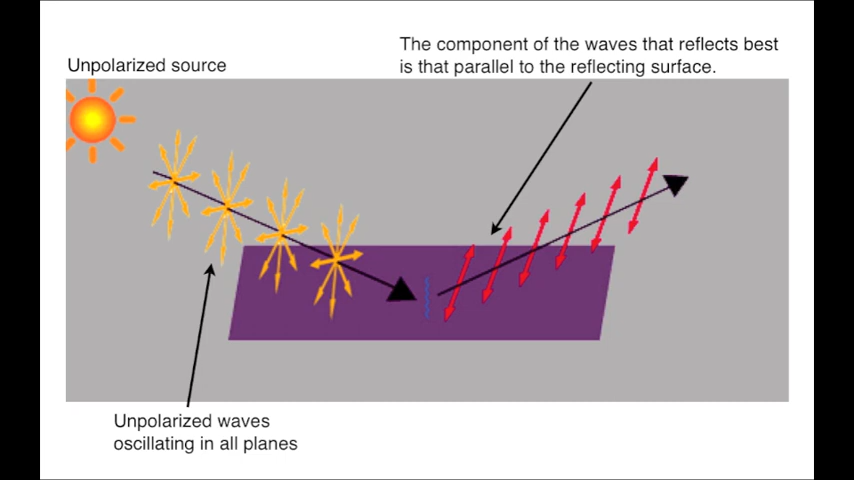 Unpolarized source
The component of the waves that reflects best
is that parallel to the reflecting surface.
Unpolarized waves
oscillating in all planes